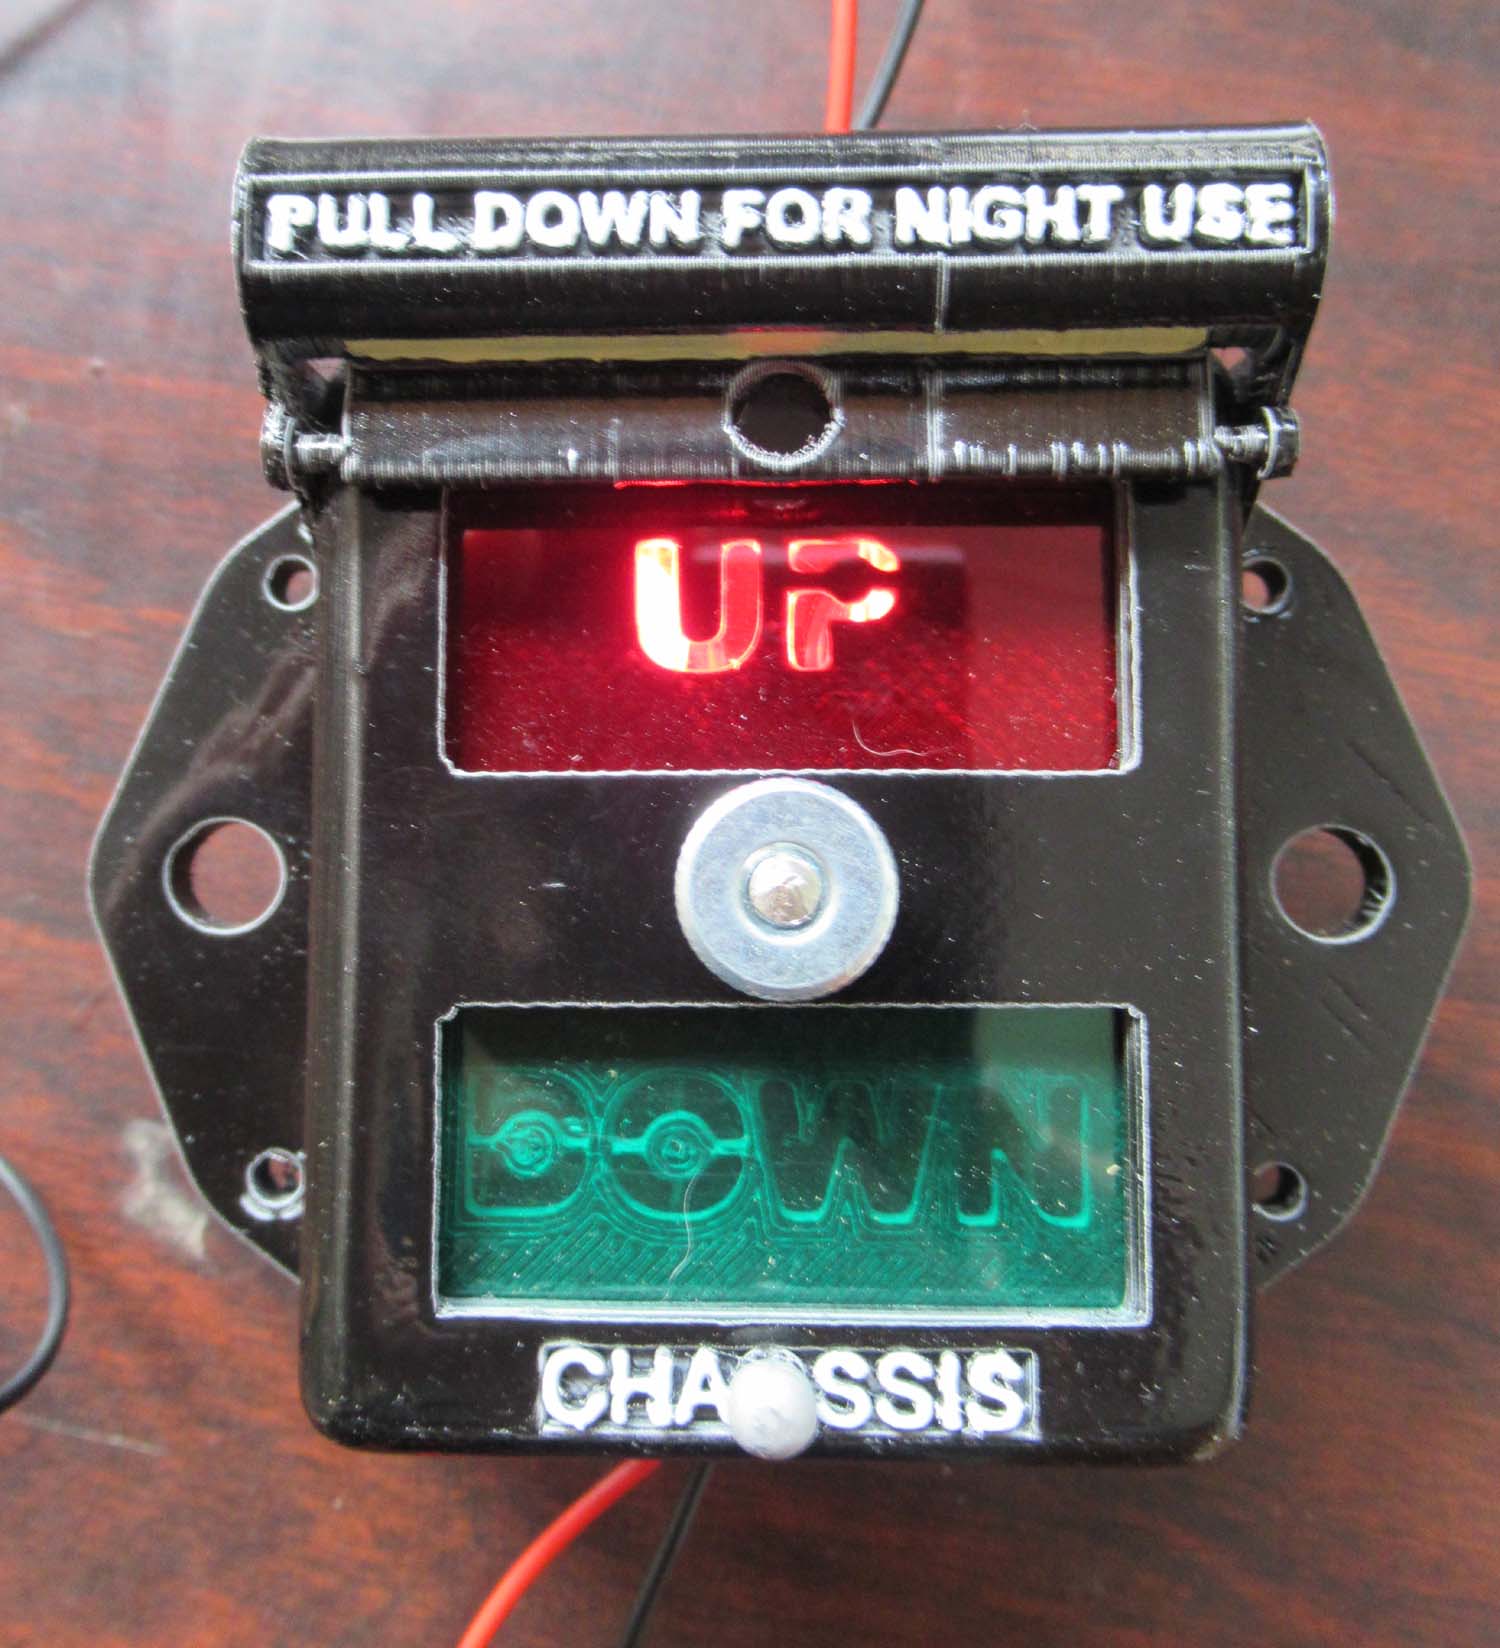 PULL DOWN FOR NIGHT USE
UP
DOWN
CHASSIS